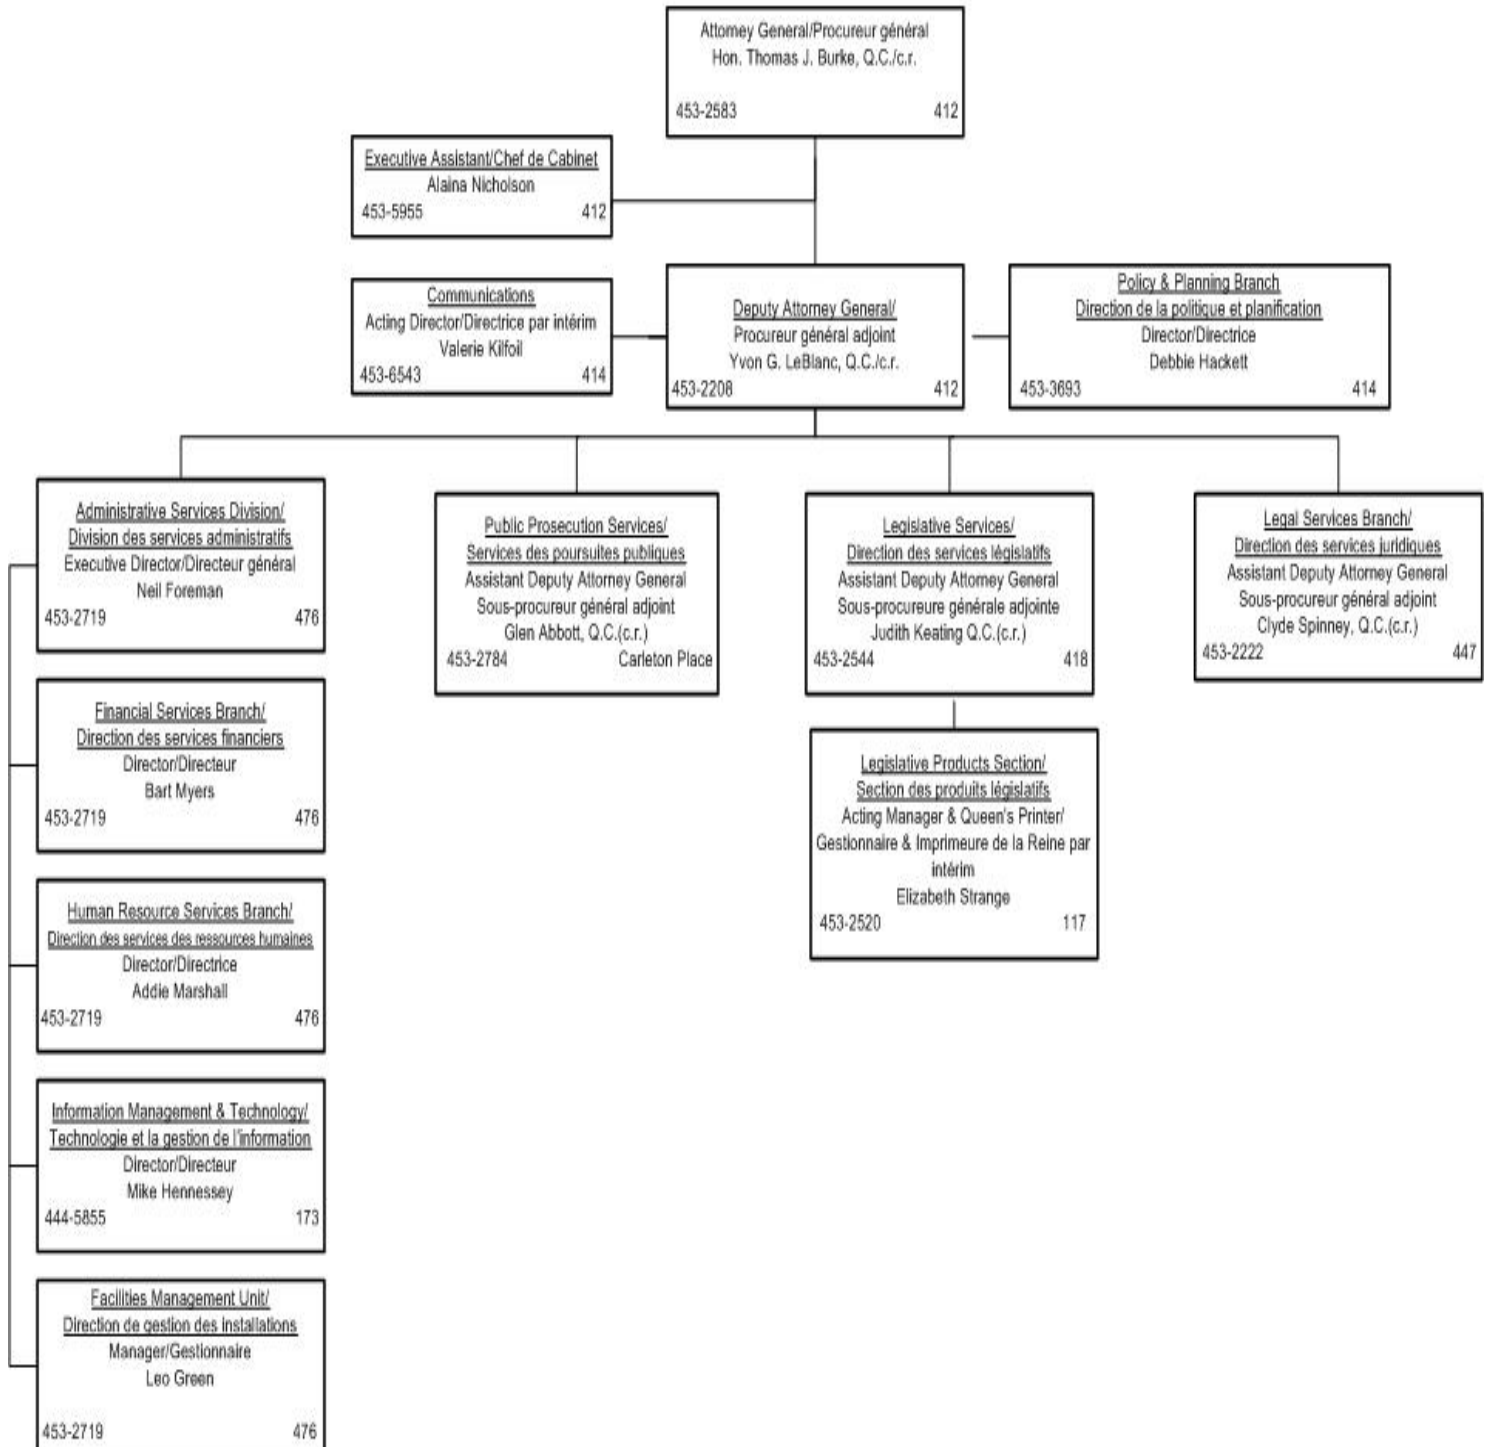 Attorney General/Procureur général
Hon. Thomas J. Burke, Q.C./c.r.
453-2583 412
Executive Assistant/Chef de Cabinet
Alaina Nicholson
453-5955 412
Communications
Acting Director/Directrice par intérim
Valerie Kilfoil
453-6543 414
Deputy Attorney General/
Procureur général adjoint
Yvon G. LeBlanc, Q.C./c.r.
453-2208 412
Policy & Planning Branch
Direction de la politique et planification
Director/Directrice
Debbie Hackett
453-3693 414
Administrative Services Division/
Division des services administratifs
Executive Director/Directeur général
Neil Foreman
453-2719 476
Public Prosecution Services/
Services des poursuites publiques
Assistant Deputy Attorney General
Sous-procureur général adjoint
Glen Abbott, Q.C.(c.r.)
453-2784 Carleton Place
Legislative Services/
Direction des services législatifs
Assistant Deputy Attorney General
Sous-procureure générale adjointe
Judith Keating Q.C.(c.r.)
453-2544 418
Legal Services Branch/
Direction des services juridiques
Assistant Deputy Attorney General
Sous-procureur général adjoint
Clyde Spinney, Q.C.(c.r.)
453-2222 447
Financial Services Branch/
Direction des services financiers
Director/Directeur
Bart Myers
453-2719 476
Legislative Products Section/
Section des produits législatifs
Acting Manager & Queen's Printer/
Gestionnaire & Imprimeure de la Reine par
intérim
Elizabeth Strange
453-2520 117
Human Resource Services Branch/
Direction des services des ressources humaines
Director/Directrice
Addie Marshall
453-2719 476
Information Management & Technology/
Technologie et la gestion de l'information
Director/Directeur
Mike Hennessey
444-5855 173
Facilities Management Unit/
Direction de gestion des installations
Manager/Gestionnaire
Leo Green
453-2719 476